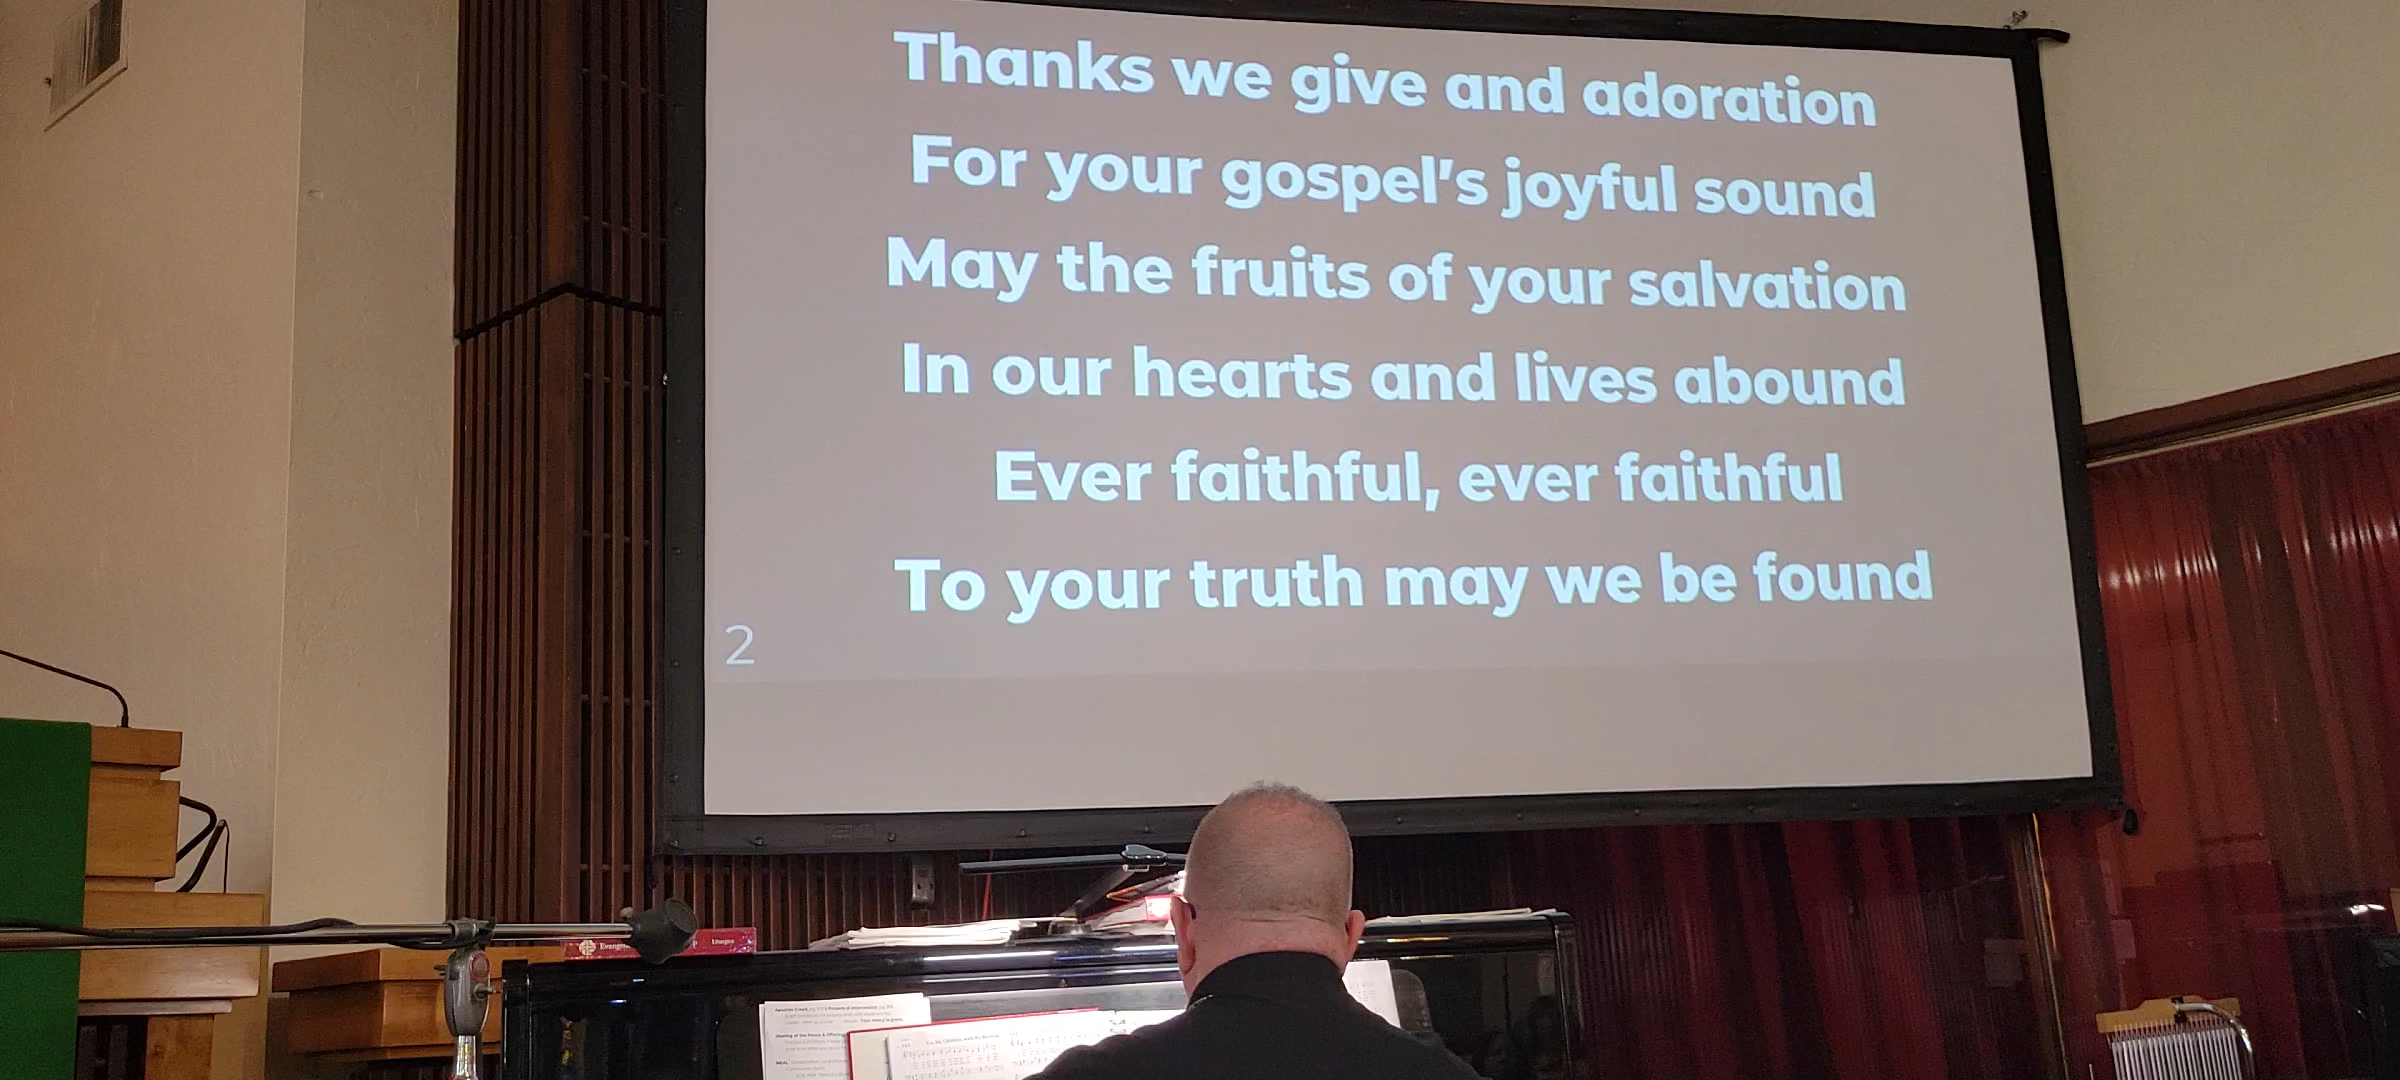 Thanks we give and adoration
For your gospel's joyful sound
May the fruits of your salvation
In our hearts and lives abound
Ever faithful, ever faithful
To your truth may we be found
2
Liturgies